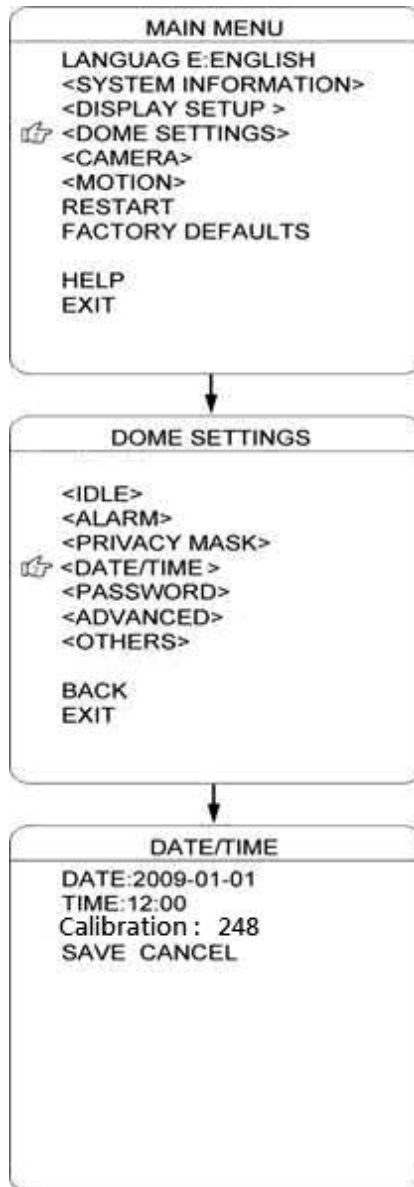 MAIN MENU
LANGUAG E:ENGLISH
<SYSTEM INFORMATION>
<DISPLAY SETUP >
<DOME SETTINGS>
<CAMERA>
<MOTION>
RESTART
FACTORY DEFAULTS
HELP
EXIT
DOME SETTINGS
<IDLE>
<ALARM>
<PRIVACY MASK>
<DATE/TIME >
<PASSWORD>
<ADVANCED>
<OTHERS>
BACK
EXIT
DATE/TIME
DATE:2009-01-01
TIME:12:00
Calibration : 248
SAVE CANCEL